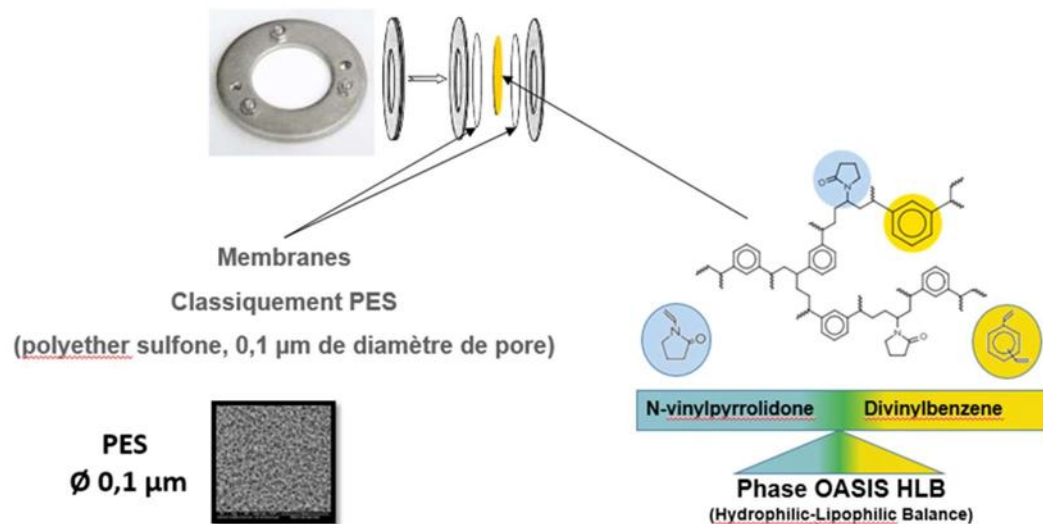 Membranes
Classiquement PES
(polyether sulfone, 0,1 µm de diamètre de pore)
PES
Ø 0,1 µm
O
N
N
O
N
O
N-vinylpyrrolidone
Divinylbenzene
Phase OASIS HLB
(Hydrophilic-Lipophilic Balance)